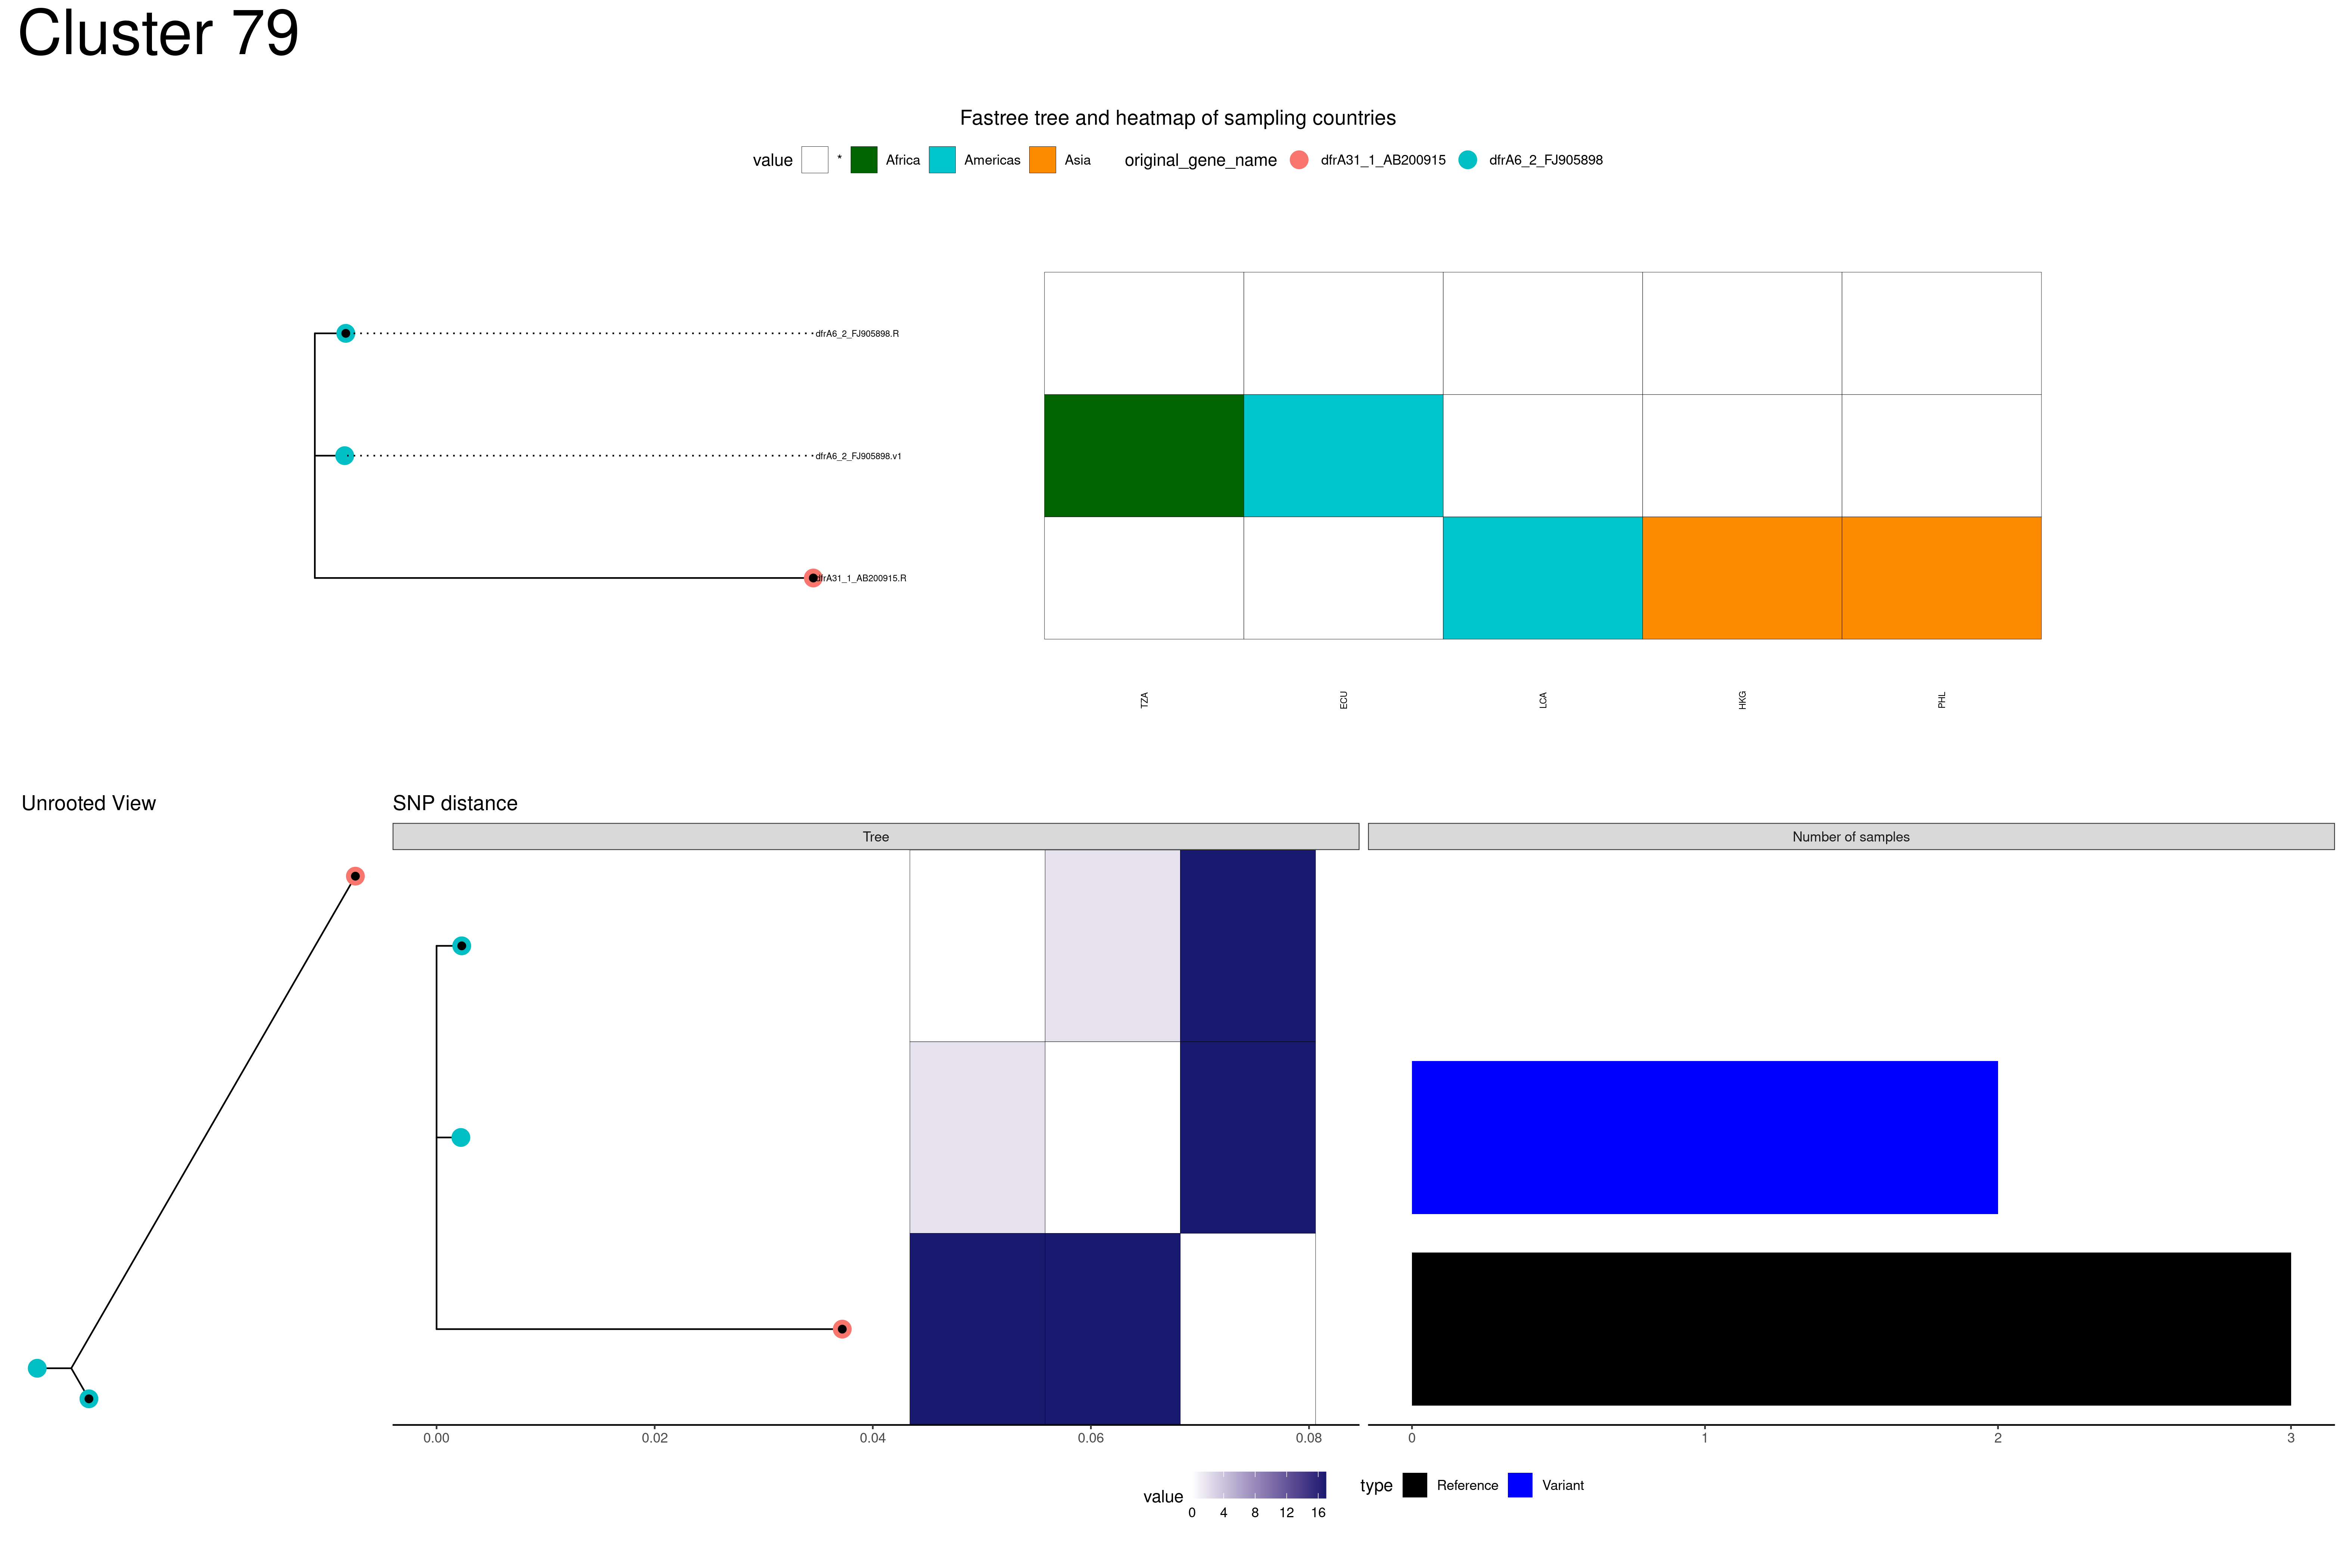 Cluster 79
Fastree tree and heatmap of sampling countries
value * Africa Americas Asia original_gene_name dfrA31_1_AB200915 dfrA6_2_FJ905898
dfrA6_2_FJ905898.R
dfrA6_2_FJ905898.v1
dfrA31_1_AB200915.R
TZA ECU LCA HKG PHL
Unrooted View
SNP distance
Tree
Number of samples
0.00 0.02 0.04 0.06 0.08
0 1 2 3
value
0 4 8 12 16
type Reference Variant